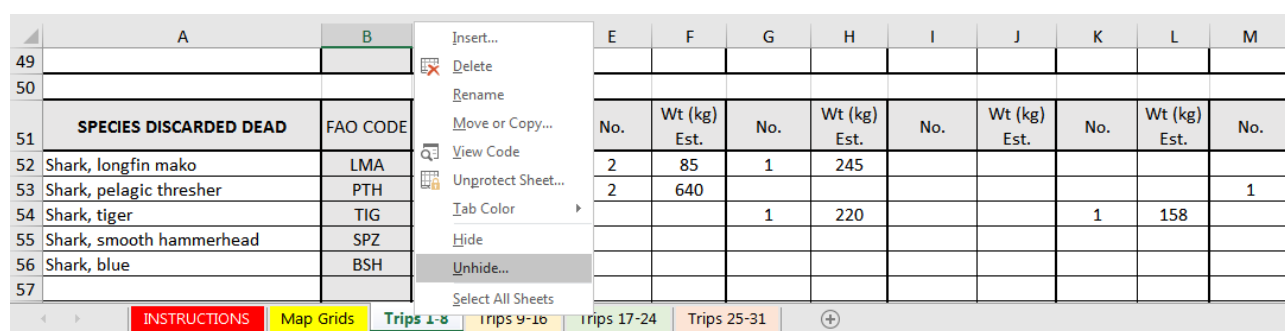 A B E F G H I J K L M
49
50
51 SPECIES DISCARDED DEAD FAO CODE No. Wt (kg) Est. No. Wt (kg) Est. No. Wt (kg) Est. No. Wt (kg) Est. No.
52 Shark, longfin mako LMA 2 85 1 245
53 Shark, pelagic thresher PTH 2 640 1
54 Shark, tiger TIG 1 220 1 158
55 Shark, smooth hammerhead SPZ
56 Shark, blue BSH
57
Insert...
Delete
Rename
Move or Copy...
View Code
Unprotect Sheet...
Tab Color
Hide
Unhide...
Select All Sheets
INSTRUCTIONS Map Grids Trips 1-8 Trips 9-16 Trips 17-24 Trips 25-31